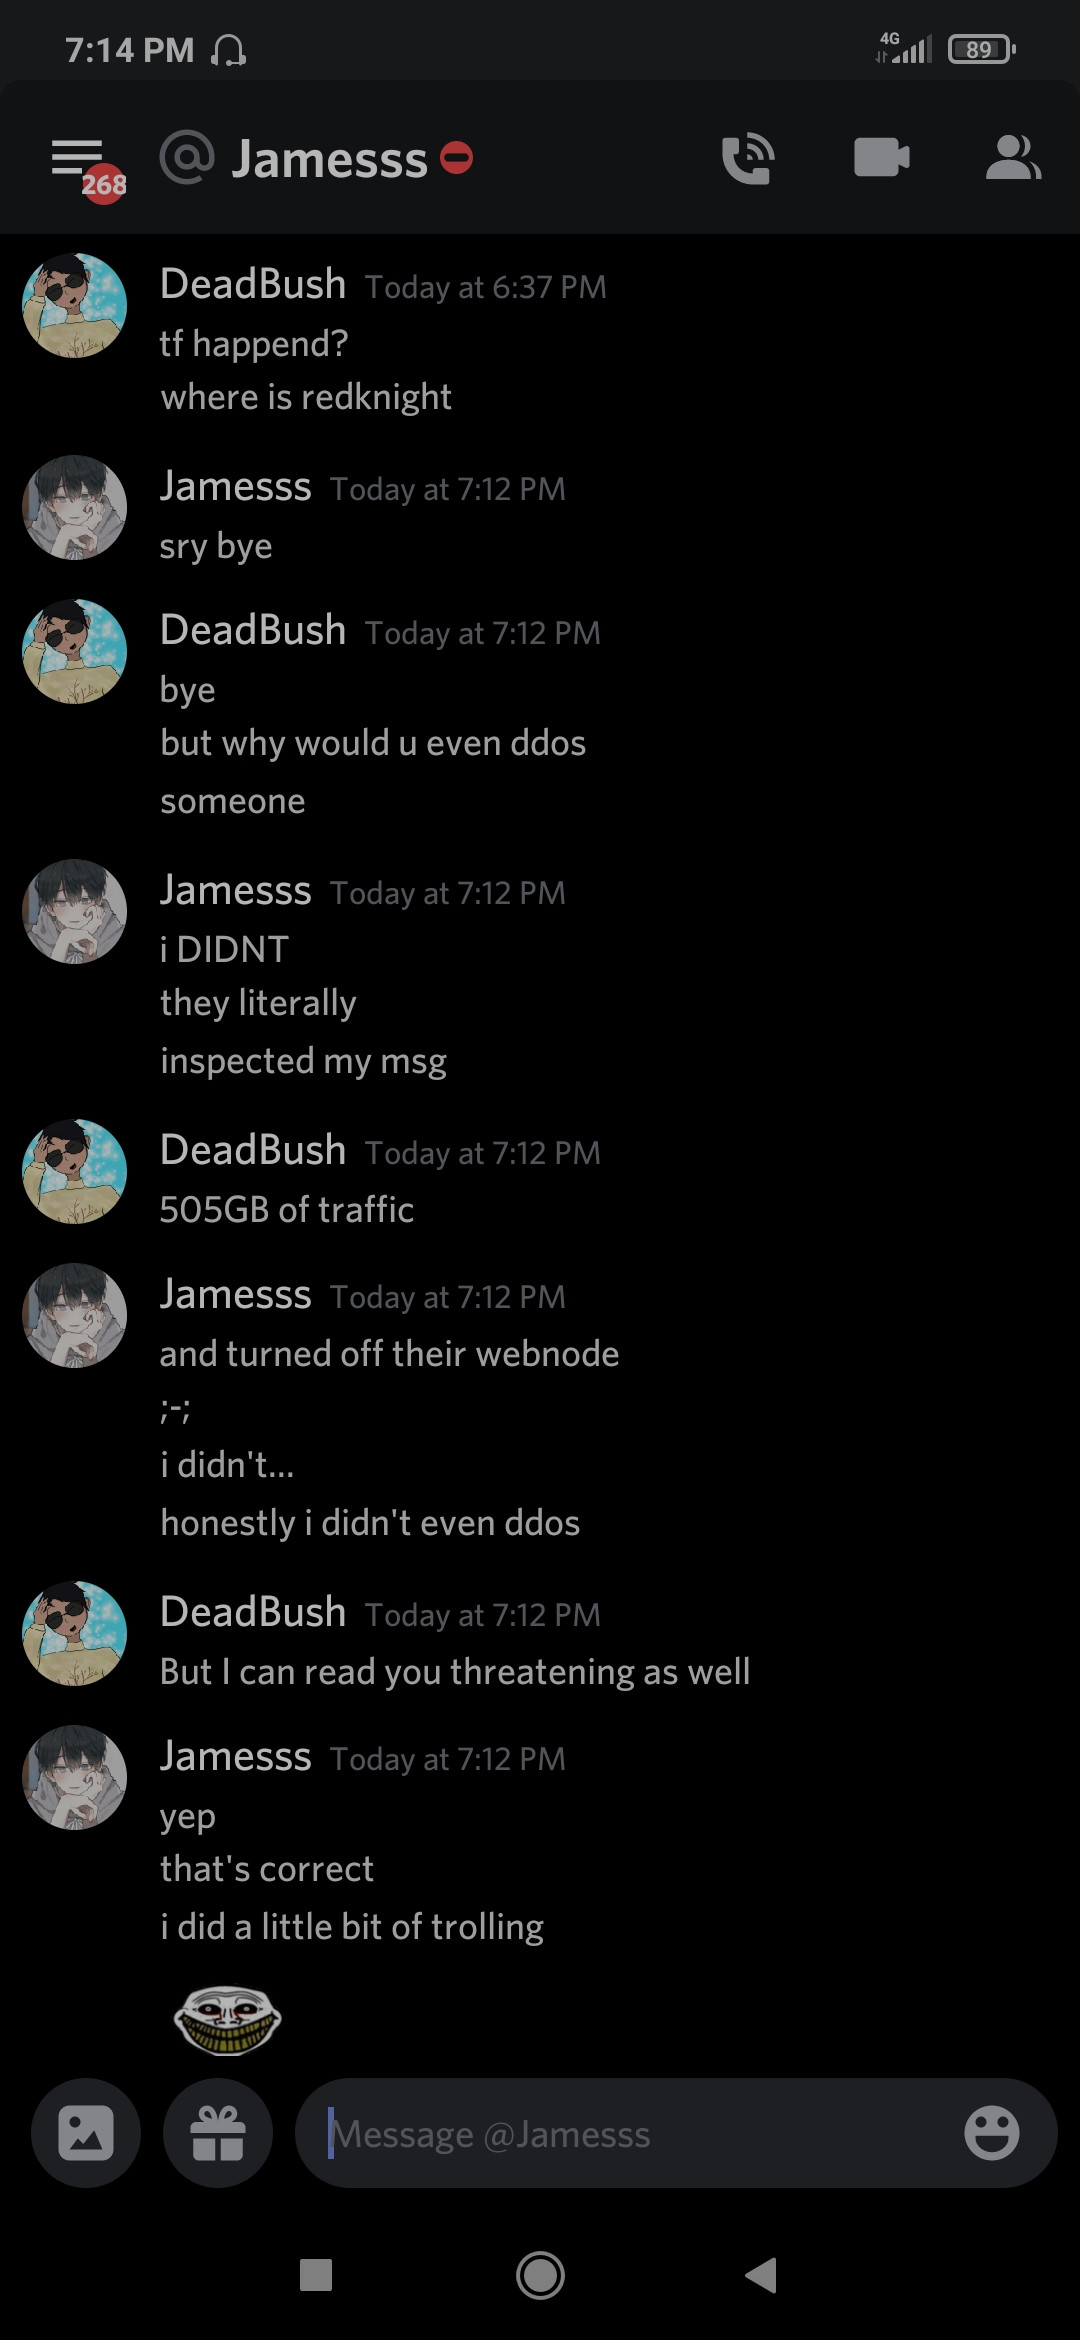 7:14 PM
4G 89
268
@ Jamesss
DeadBush Today at 6:37 PM
tf happend?
where is redknight
Jamesss Today at 7:12 PM
sry bye
DeadBush Today at 7:12 PM
bye
but why would u even ddos
someone
Jamesss Today at 7:12 PM
i DIDNT
they literally
inspected my msg
DeadBush Today at 7:12 PM
505GB of traffic
Jamesss Today at 7:12 PM
and turned off their webnode
;-;
i didn't...
honestly i didn't even ddos
DeadBush Today at 7:12 PM
But I can read you threatening as well
Jamesss Today at 7:12 PM
yep
that's correct
i did a little bit of trolling
Message @Jamesss